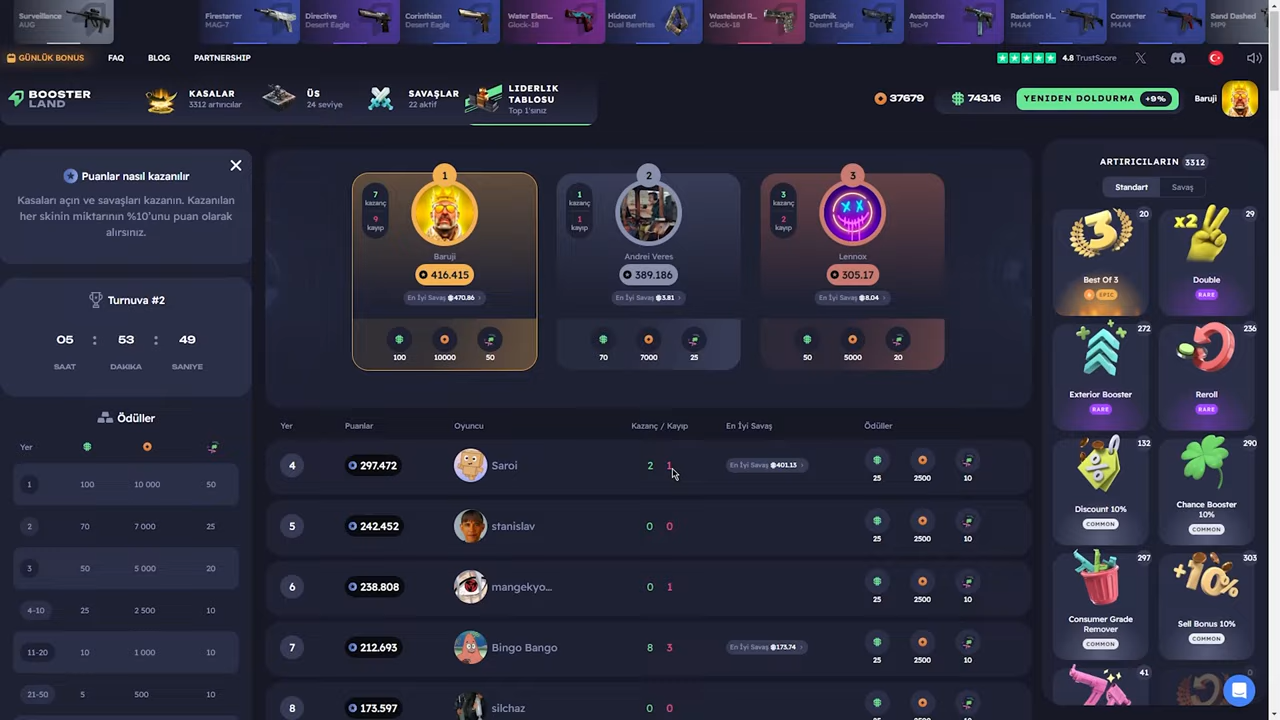 Surveillance
AUG
Firestarter
MAG-7
Directive
Desert Eagle
Corinthian
Desert Eagle
Water Elem...
Glock-18
Hideout
Dual Berettas
Wasteland R...
Glock-18
Sputnik
Desert Eagle
Avalanche
Tec-9
Radiation H...
M4A4
Converter
M4A4
Sand Dashed
MP9
GÜNLÜK BONUS
FAQ
BLOG
PARTNERSHIP
4.8 TrustScore
BOOSTER
LAND
KASALAR
3312 artırıcılar
ÜS
24 seviye
SAVAŞLAR
22 aktif
LIDERLIK
TABLOSU
Top 1'sınız
37679
743.16
YENIDEN DOLDURMA +9%
Baruji
Puanlar nasıl kazanılır
Kasaları açın ve savaşları kazanın. Kazanılan
her skinin miktarının %10'unu puan olarak
alırsınız.
Turnuva #2
05 : 53 : 49
SAAT DAKIKA SANIYE
Ödüller
Yer
1 100 10 000 50
2 70 7 000 25
3 50 5 000 20
4-10 25 2 500 10
11-20 10 1 000 10
21-50 5 500 10
1
7
kazanç
9
kayıp
Baruji
416.415
En İyi Savaş 470.86
100 10000 50
2
1
kazanç
1
kayıp
Andrei Veres
389.186
En İyi Savaş 3.81
70 7000 25
3
3
kazanç
2
kayıp
Lennox
305.17
En İyi Savaş 8.04
50 5000 20
Yer Puanlar Oyuncu Kazanç / Kayıp En İyi Savaş Ödüller
4 297.472 Saroi 2 1 En İyi Savaş 401.13 25 2500 10
5 242.452 stanislav 0 0 25 2500 10
6 238.808 mangekyo... 0 1 25 2500 10
7 212.693 Bingo Bango 8 3 En İyi Savaş 173.74 25 2500 10
8 173.597 silchaz 0 0
ARTIRICILARIN 3312
Standart Savaş
20
3
Best Of 3
EPIC
29
x2
Double
RARE
272
Exterior Booster
RARE
236
Reroll
RARE
132
%
Discount 10%
COMMON
290
Chance Booster
10%
COMMON
297
Consumer Grade
Remover
COMMON
303
+10%
Sell Bonus 10%
COMMON
41
0